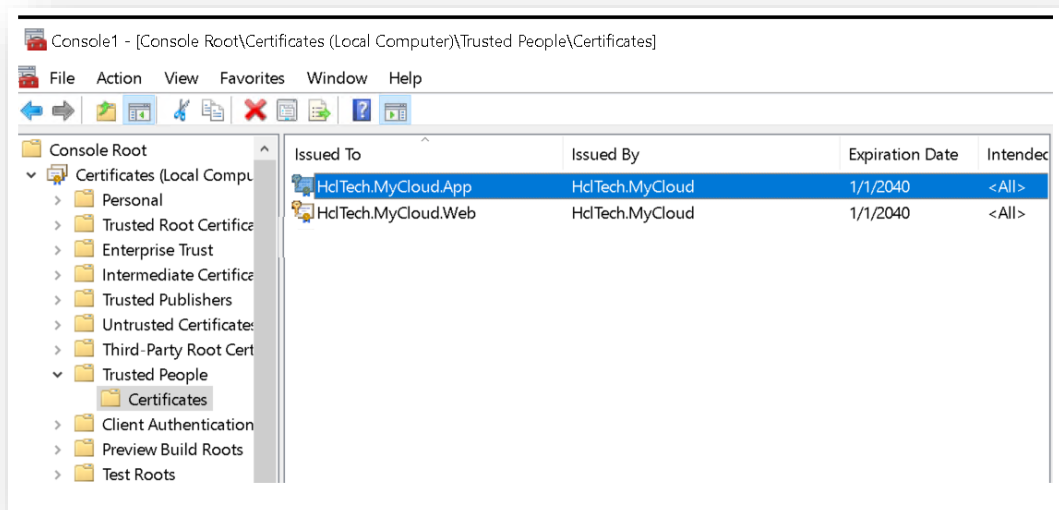 Console1 - [Console Root\Certificates (Local Computer)\Trusted People\Certificates]
File Action View Favorites Window Help
Console Root
Certificates (Local Compu
Personal
Trusted Root Certifica
Enterprise Trust
Intermediate Certifica
Trusted Publishers
Untrusted Certificates
Third-Party Root Cert
Trusted People
Certificates
Client Authentication
Preview Build Roots
Test Roots
Issued To Issued By Expiration Date Intended
HclTech.MyCloud.App HclTech.MyCloud 1/1/2040 <All>
HclTech.MyCloud.Web HclTech.MyCloud 1/1/2040 <All>